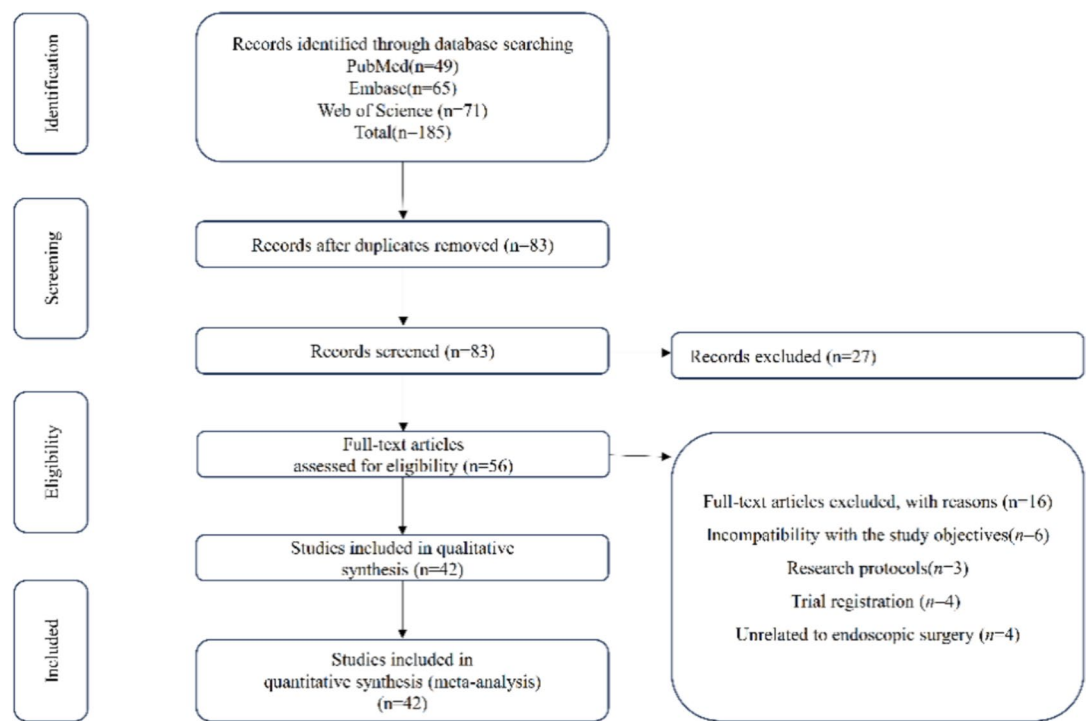 Identification
Records identified through database searching
PubMed(n=49)
Embase(n=65)
Web of Science (n=71)
Total(n=185)
Screening
Records after duplicates removed (n=83)
Records screened (n=83)
Records excluded (n=27)
Eligibility
Full-text articles
assessed for eligibility (n=56)
Full-text articles excluded, with reasons (n=16)
Incompatibility with the study objectives(n=6)
Research protocols(n=3)
Trial registration (n=4)
Unrelated to endoscopic surgery (n=4)
Studies included in qualitative
synthesis (n=42)
Included
Studies included in
quantitative synthesis (meta-analysis)
(n=42)